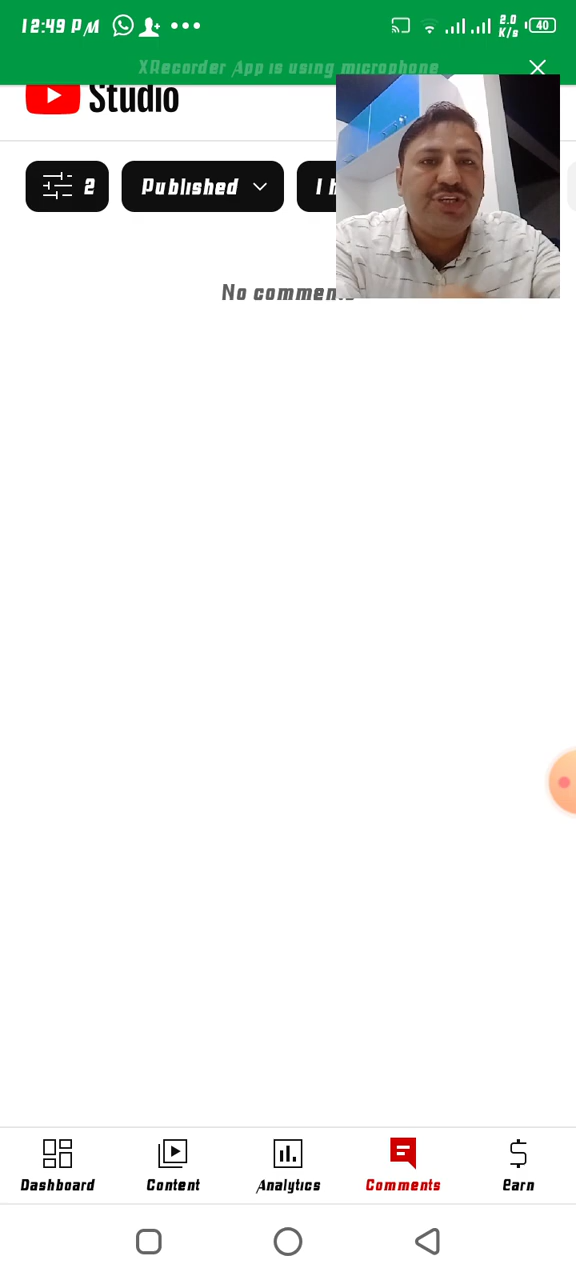 12:49 PM 2.0 K/s 40
XRecorder App is using microphone
Studio
2 Published I h
No comments
Dashboard Content Analytics Comments Earn